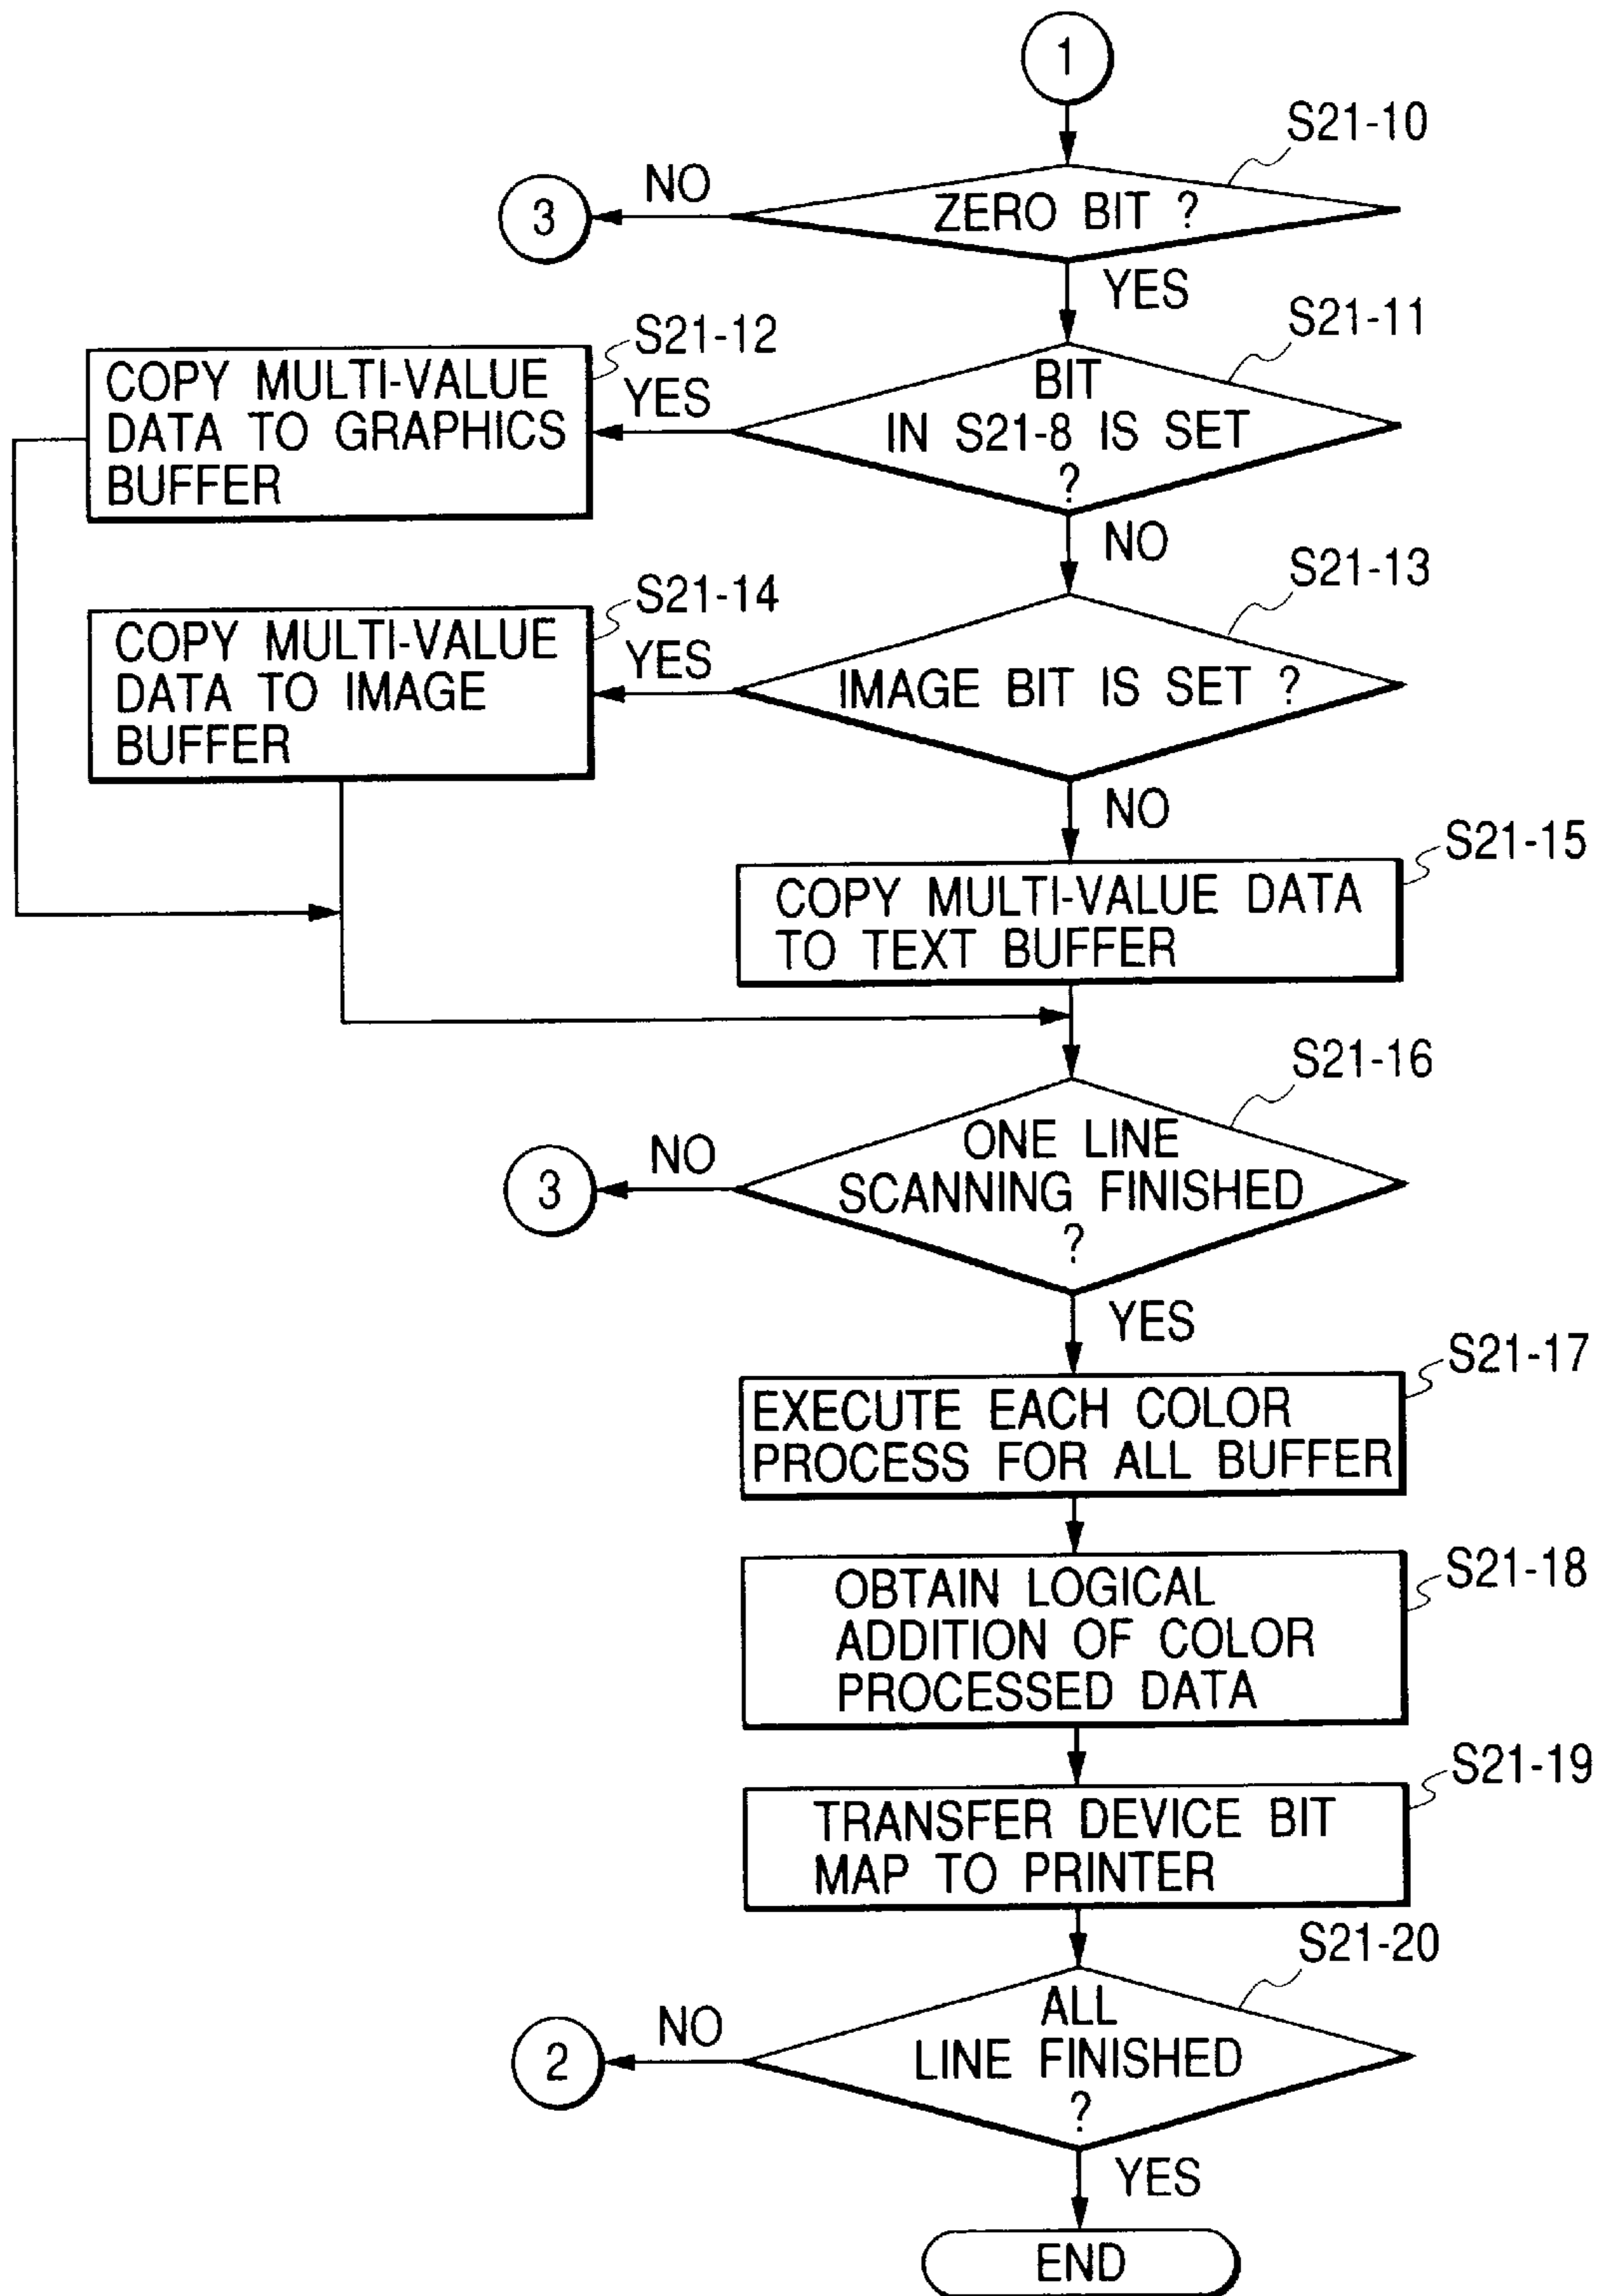 1
S21-10
NO
3
ZERO BIT ?
YES
S21-11
S21-12
COPY MULTI-VALUE
DATA TO GRAPHICS
BUFFER
YES
BIT
IN S21-8 IS SET
?
NO
S21-13
S21-14
COPY MULTI-VALUE
DATA TO IMAGE
BUFFER
YES
IMAGE BIT IS SET ?
NO
S21-15
COPY MULTI-VALUE DATA
TO TEXT BUFFER
S21-16
NO
3
ONE LINE
SCANNING FINISHED
?
YES
S21-17
EXECUTE EACH COLOR
PROCESS FOR ALL BUFFER
S21-18
OBTAIN LOGICAL
ADDITION OF COLOR
PROCESSED DATA
S21-19
TRANSFER DEVICE BIT
MAP TO PRINTER
S21-20
NO
2
ALL
LINE FINISHED
?
YES
END